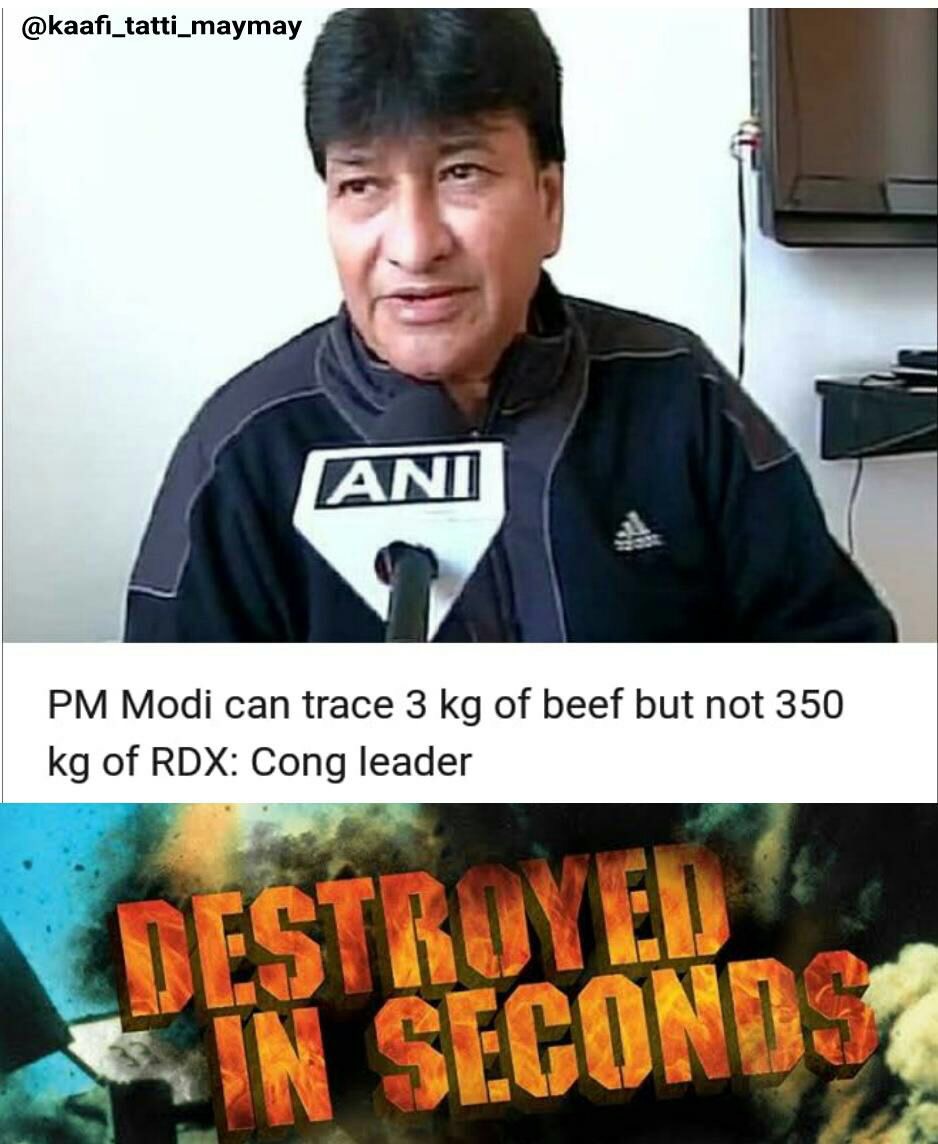 @kaafi_tatti_maymay
ANI
adidas
PM Modi can trace 3 kg of beef but not 350
kg of RDX: Cong leader
DESTROYED
IN SECONDS